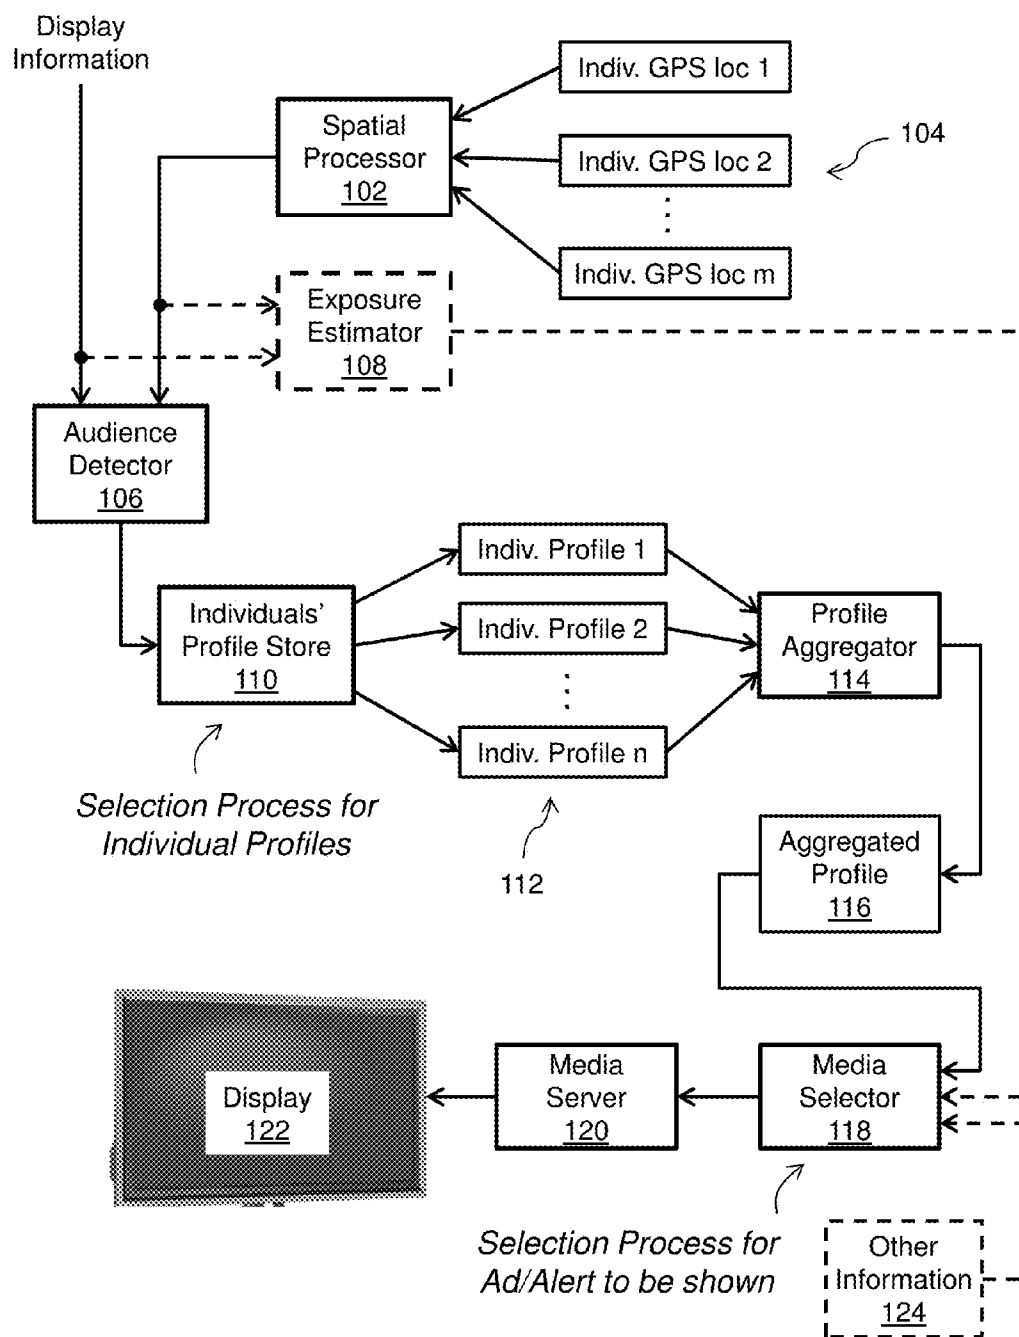 Display
Information
Indiv. GPS loc 1
Spatial
Processor
102
Indiv. GPS loc 2
104
Indiv. GPS loc m
Exposure
Estimator
108
Audience
Detector
106
Indiv. Profile 1
Individuals'
Profile Store
110
Indiv. Profile 2
Profile
Aggregator
114
Indiv. Profile n
Selection Process for
Individual Profiles
112
Aggregated
Profile
116
Display
122
Media
Server
120
Media
Selector
118
Selection Process for
Ad/Alert to be shown
Other
Information
124